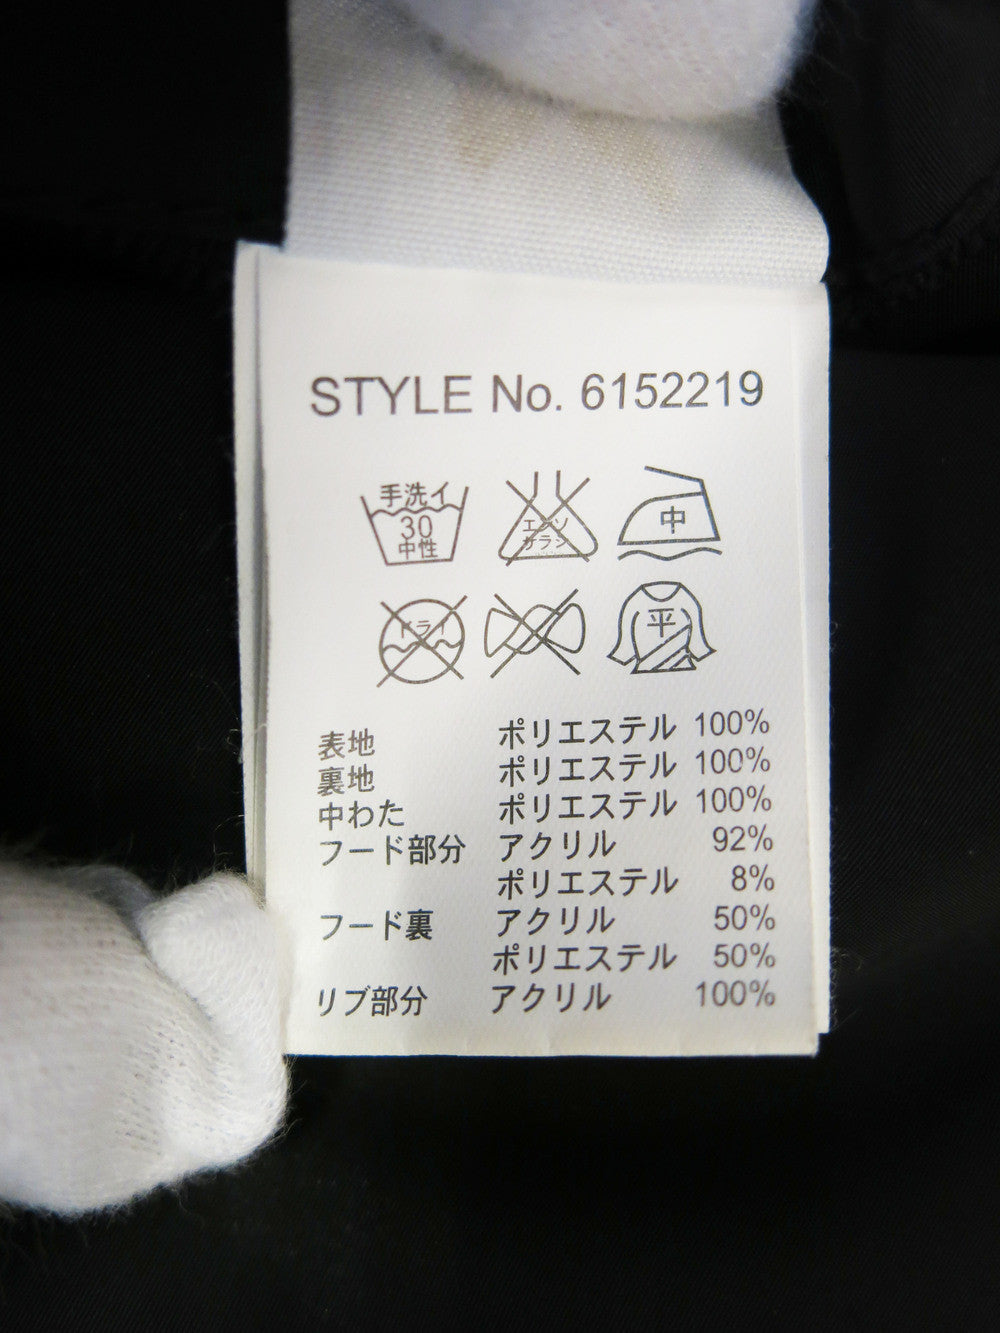 STYLE No. 6152219
手洗イ
30
中性
エンソ
サラシ
中
ドライ
平
表地 ポリエステル 100%
裏地 ポリエステル 100%
中わた ポリエステル 100%
フード部分 アクリル 92%
ポリエステル 8%
フード裏 アクリル 50%
ポリエステル 50%
リブ部分 アクリル 100%